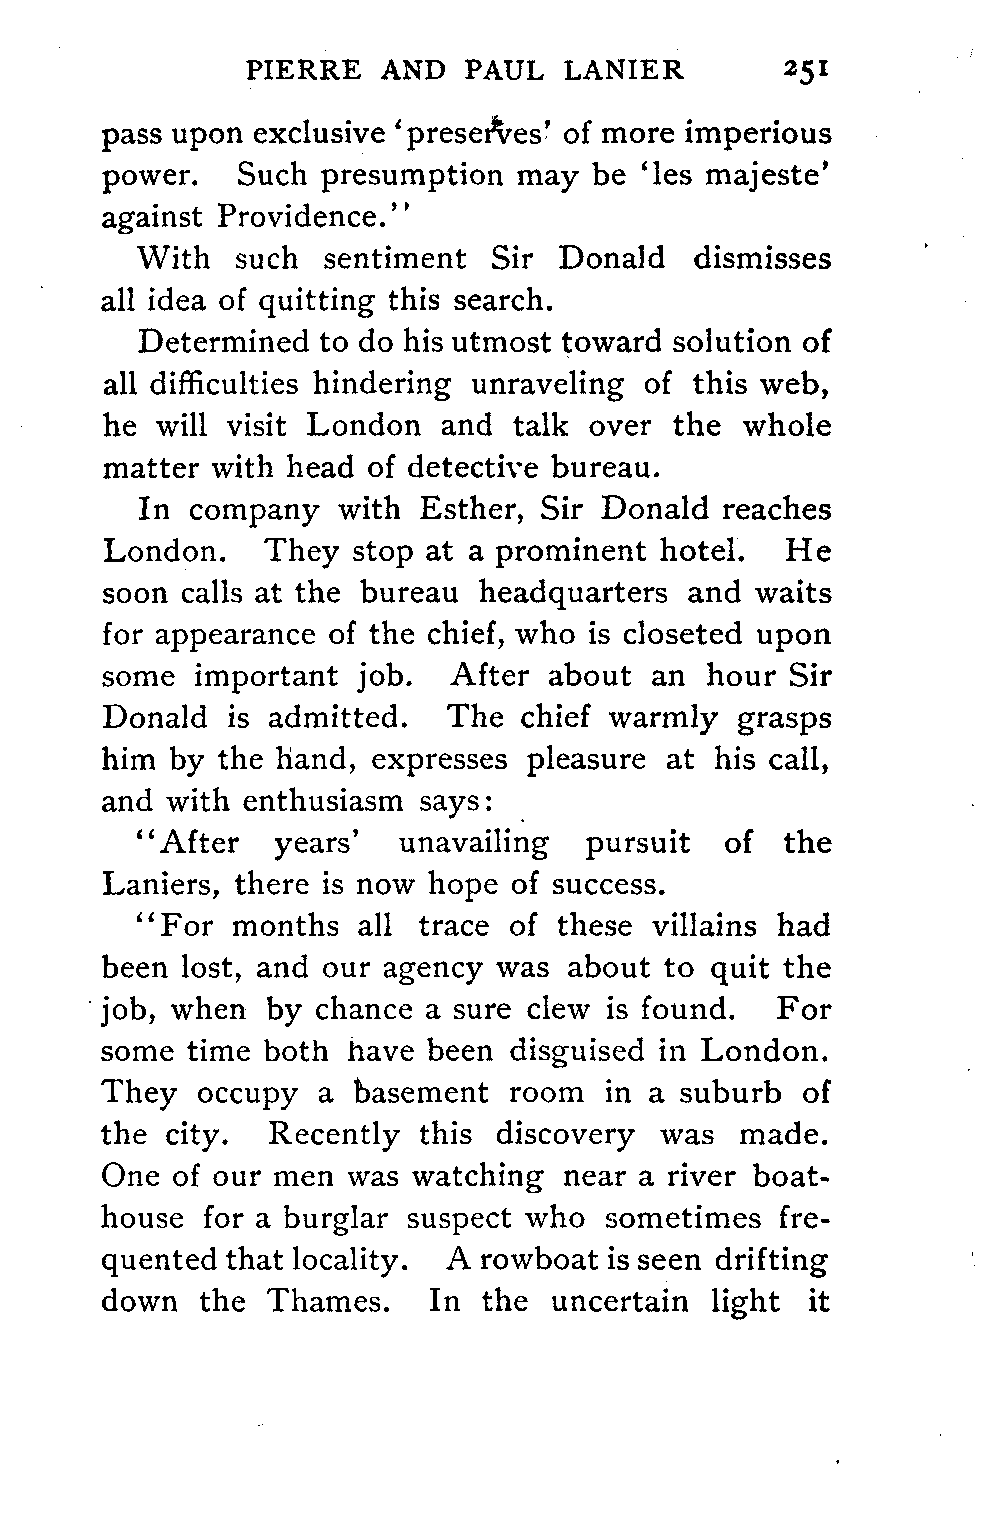 PIERRE AND PAUL LANIER 251
pass upon exclusive 'preserves' of more imperious
power. Such presumption may be 'les majeste'
against Providence."
With such sentiment Sir Donald dismisses
all idea of quitting this search.
Determined to do his utmost toward solution of
all difficulties hindering unraveling of this web,
he will visit London and talk over the whole
matter with head of detective bureau.
In company with Esther, Sir Donald reaches
London. They stop at a prominent hotel. He
soon calls at the bureau headquarters and waits
for appearance of the chief, who is closeted upon
some important job. After about an hour Sir
Donald is admitted. The chief warmly grasps
him by the hand, expresses pleasure at his call,
and with enthusiasm says:
"After years' unavailing pursuit of the
Laniers, there is now hope of success.
"For months all trace of these villains had
been lost, and our agency was about to quit the
job, when by chance a sure clew is found. For
some time both have been disguised in London.
They occupy a basement room in a suburb of
the city. Recently this discovery was made.
One of our men was watching near a river boat-
house for a burglar suspect who sometimes fre-
quented that locality. A rowboat is seen drifting
down the Thames. In the uncertain light it